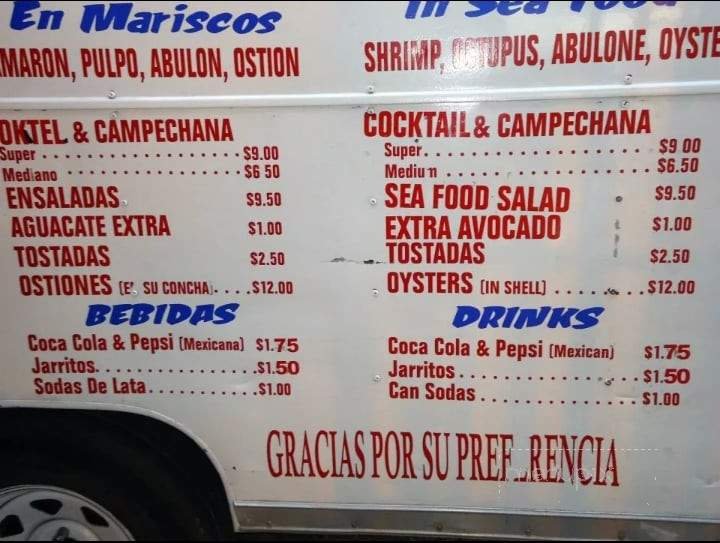 En Mariscos
MARON, PULPO, ABULON, OSTION
OKTEL & CAMPECHANA
Super . . . . . . . . . . . . . . . $9.00
Mediano . . . . . . . . . . . . . $6 50
ENSALADAS $9.50
AGUACATE EXTRA $1.00
TOSTADAS $2.50
OSTIONES (E SU CONCHA). . . . $12.00
BEBIDAS
Coca Cola & Pepsi (Mexicana) $1.75
Jarritos. . . . . . . . . . . . . . . .$1.50
Sodas De Lata . . . . . . . . . . . $1.00
In Sea Food
SHRIMP, OCTUPUS, ABULONE, OYSTE
COCKTAIL & CAMPECHANA
Super. . . . . . . . . . . . . . . . $9 00
Medium . . . . . . . . . . . . . . $6.50
SEA FOOD SALAD $9.50
EXTRA AVOCADO $1.00
TOSTADAS $2.50
OYSTERS (IN SHELL) . . . . . . . $12.00
DRINKS
Coca Cola & Pepsi (Mexican) $1.75
Jarritos . . . . . . . . . . . . . . . $1.50
Can Sodas . . . . . . . . . . . . . $1.00
GRACIAS POR SU PREF RENCIA